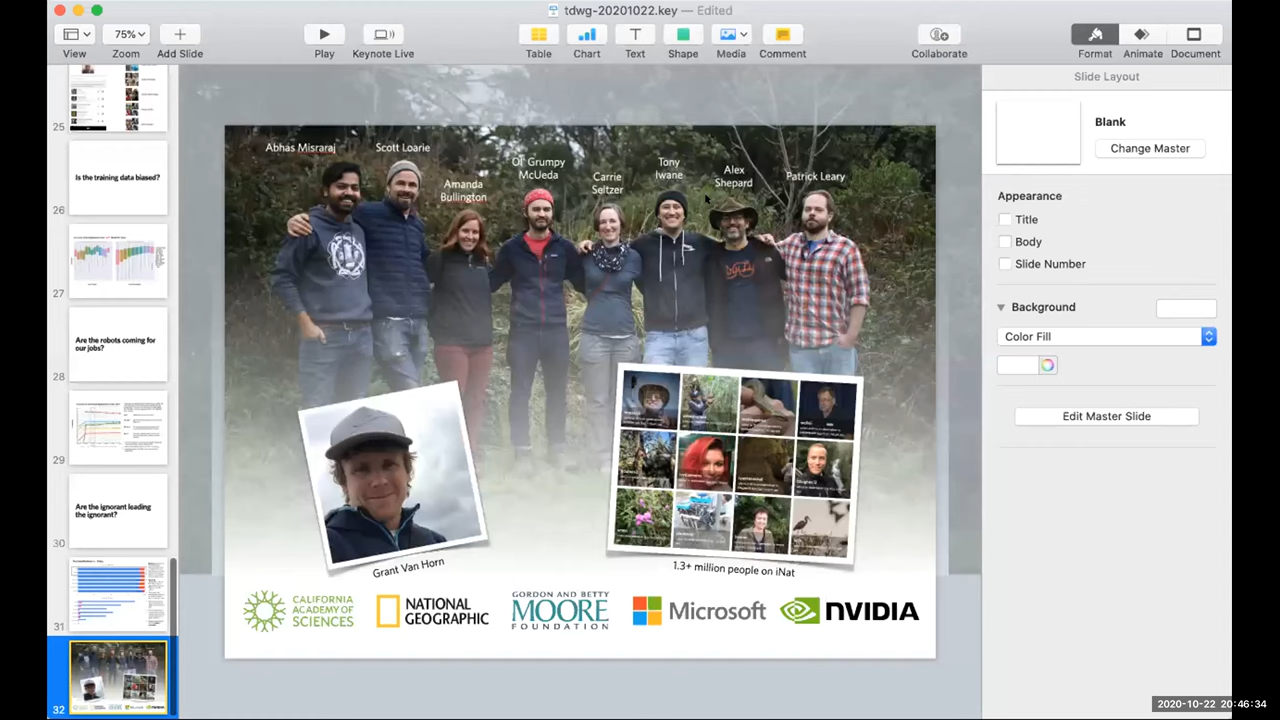 tdwg-20201022.key — Edited
75%
View
Zoom
Add Slide
Play
Keynote Live
Table
Chart
Text
Shape
Media
Comment
Collaborate
Format
Animate
Document
25
Is the training data biased?
26
27
Are the robots coming for
our jobs?
28
29
Are the ignorant leading
the ignorant?
30
31
32
Abhas Misraraj
Scott Loarie
Amanda
Bullington
Ol' Grumpy
McUeda
Carrie
Seltzer
Tony
Iwane
Alex
Shepard
Patrick Leary
Grant Van Horn
1.3+ million people on iNat
CALIFORNIA
ACADEMY OF
SCIENCES
NATIONAL
GEOGRAPHIC
GORDON AND BETTY
MOORE
FOUNDATION
Microsoft
NVIDIA
Slide Layout
Blank
Change Master
Appearance
Title
Body
Slide Number
Background
Color Fill
Edit Master Slide
2020-10-22 20:46:34